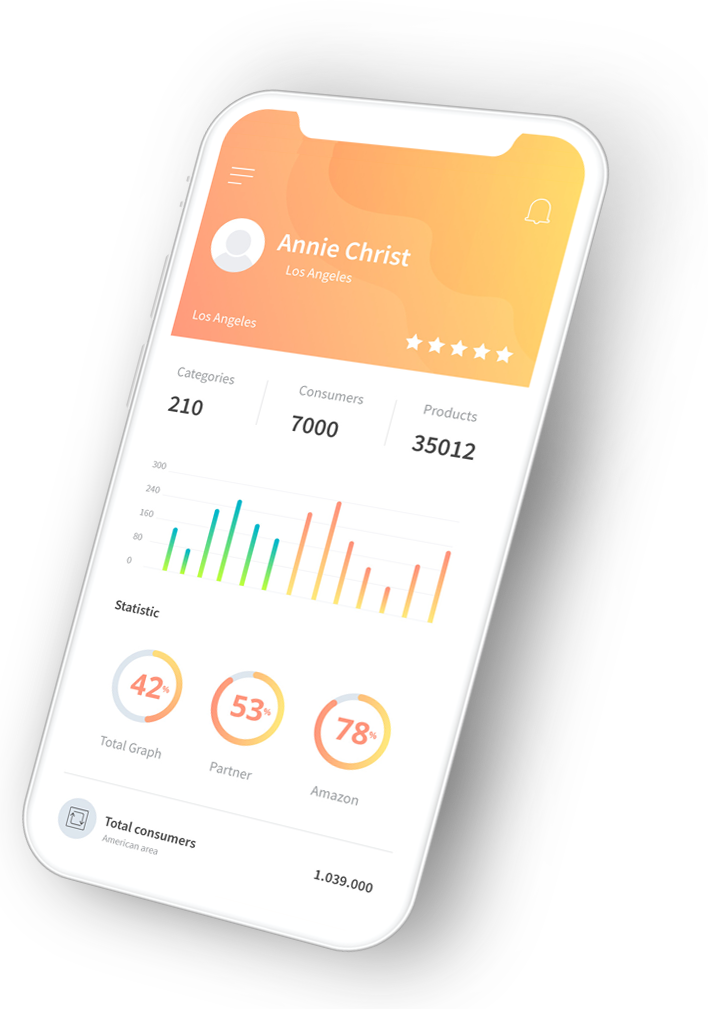 Annie Christ
Los Angeles
Los Angeles
Categories
210
Consumers
7000
Products
35012
300
240
160
80
0
Statistic
42%
Total Graph
53%
Partner
78%
Amazon
Total consumers
American area
1.039.000